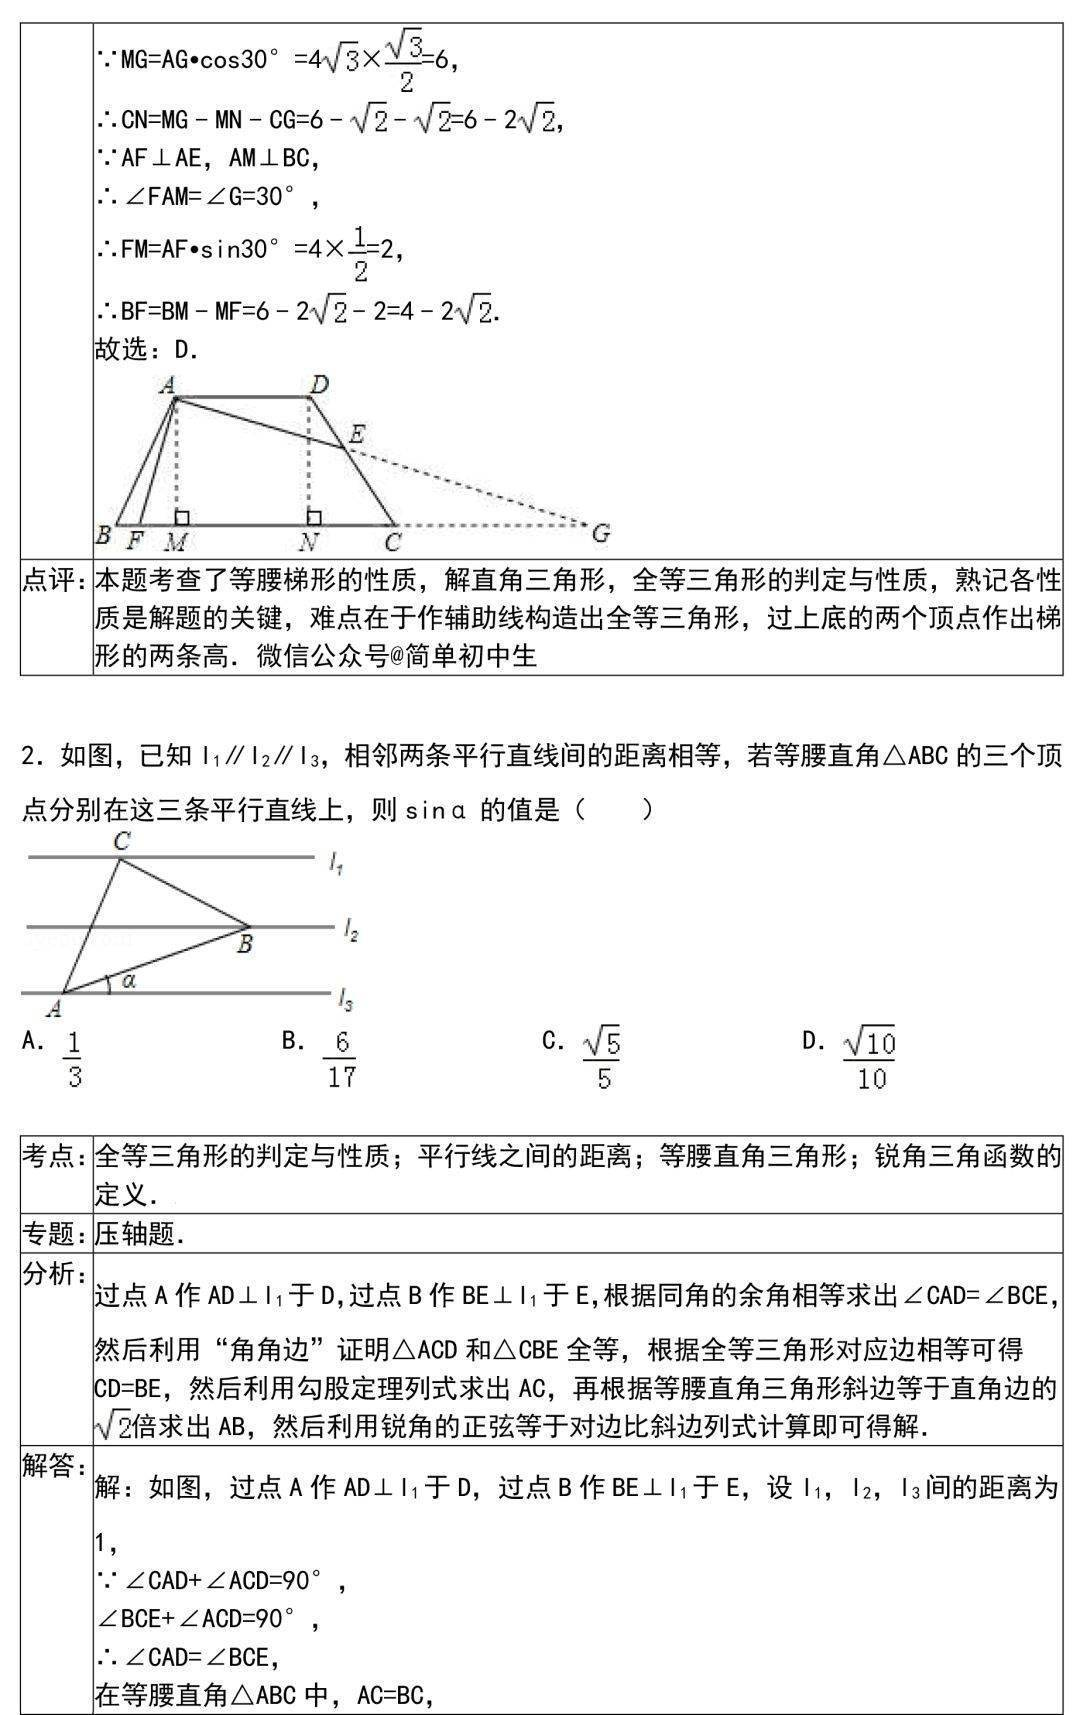 ∵MG=AG•cos30°=4√3×√3/2=6，
∴CN=MG﹣MN﹣CG=6﹣√2﹣√2=6﹣2√2，
∵AF⊥AE，AM⊥BC，
∴∠FAM=∠G=30°，
∴FM=AF•sin30°=4×1/2=2，
∴BF=BM﹣MF=6﹣2√2﹣2=4﹣2√2．
故选：D．
A D
E
B F M N C G
点评：本题考查了等腰梯形的性质，解直角三角形，全等三角形的判定与性质，熟记各性
质是解题的关键，难点在于作辅助线构造出全等三角形，过上底的两个顶点作出梯
形的两条高．微信公众号@简单初中生
2．如图，已知 l₁∥l₂∥l₃，相邻两条平行直线间的距离相等，若等腰直角△ABC 的三个顶
点分别在这三条平行直线上，则 sinα 的值是（　　）
C l₁
B l₂
α
A l₃
A．1/3 B．6/17 C．√5/5 D．√10/10
考点：全等三角形的判定与性质；平行线之间的距离；等腰直角三角形；锐角三角函数的
定义．
专题：压轴题．
分析：过点 A 作 AD⊥l₁于 D，过点 B 作 BE⊥l₁于 E，根据同角的余角相等求出∠CAD=∠BCE，
然后利用“角角边”证明△ACD 和△CBE 全等，根据全等三角形对应边相等可得
CD=BE，然后利用勾股定理列式求出 AC，再根据等腰直角三角形斜边等于直角边的
√2倍求出 AB，然后利用锐角的正弦等于对边比斜边列式计算即可得解．
解答：解：如图，过点 A 作 AD⊥l₁于 D，过点 B 作 BE⊥l₁于 E，设 l₁，l₂，l₃间的距离为
1，
∵∠CAD+∠ACD=90°，
∠BCE+∠ACD=90°，
∴∠CAD=∠BCE，
在等腰直角△ABC 中，AC=BC，